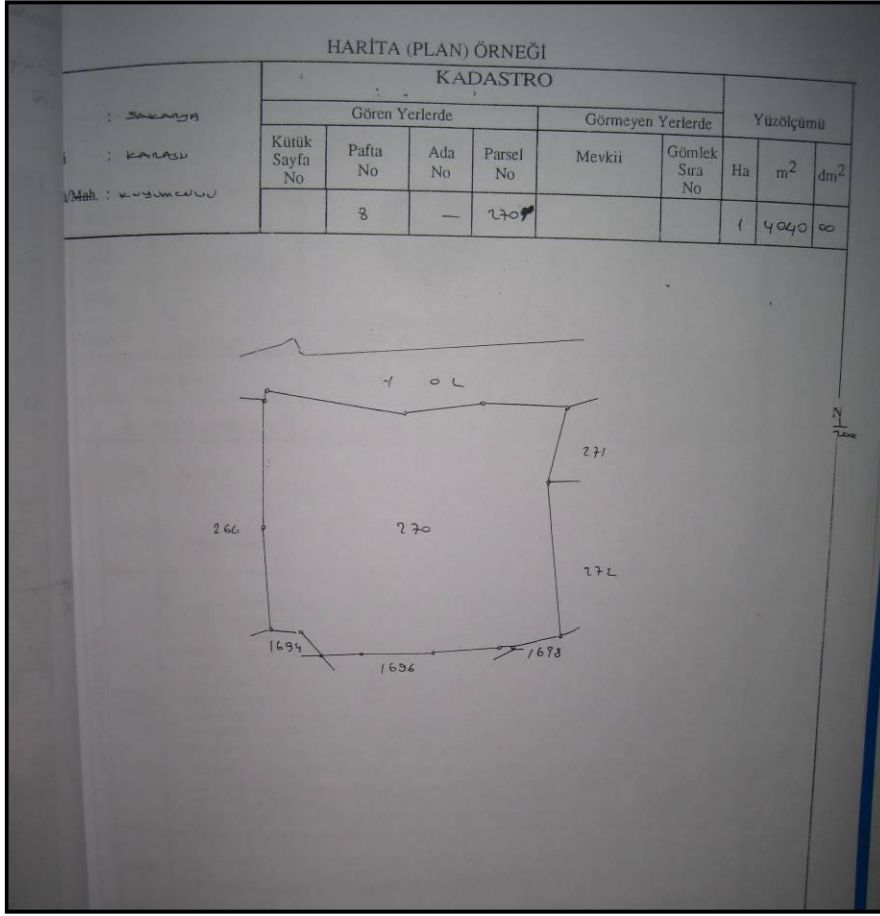 HARİTA (PLAN) ÖRNEĞİ
KADASTRO
Gören Yerlerde
Görmeyen Yerlerde
Yüzölçümü
: SAKARYA
: KARASU
/Mah. : KUYUMCULU
Kütük Sayfa No
Pafta No
Ada No
Parsel No
Mevkii
Gömlek Sıra No
Ha
m²
dm²
8
—
270
1
4040
00
Y O L
N
271
266
270
272
1694
1696
1698